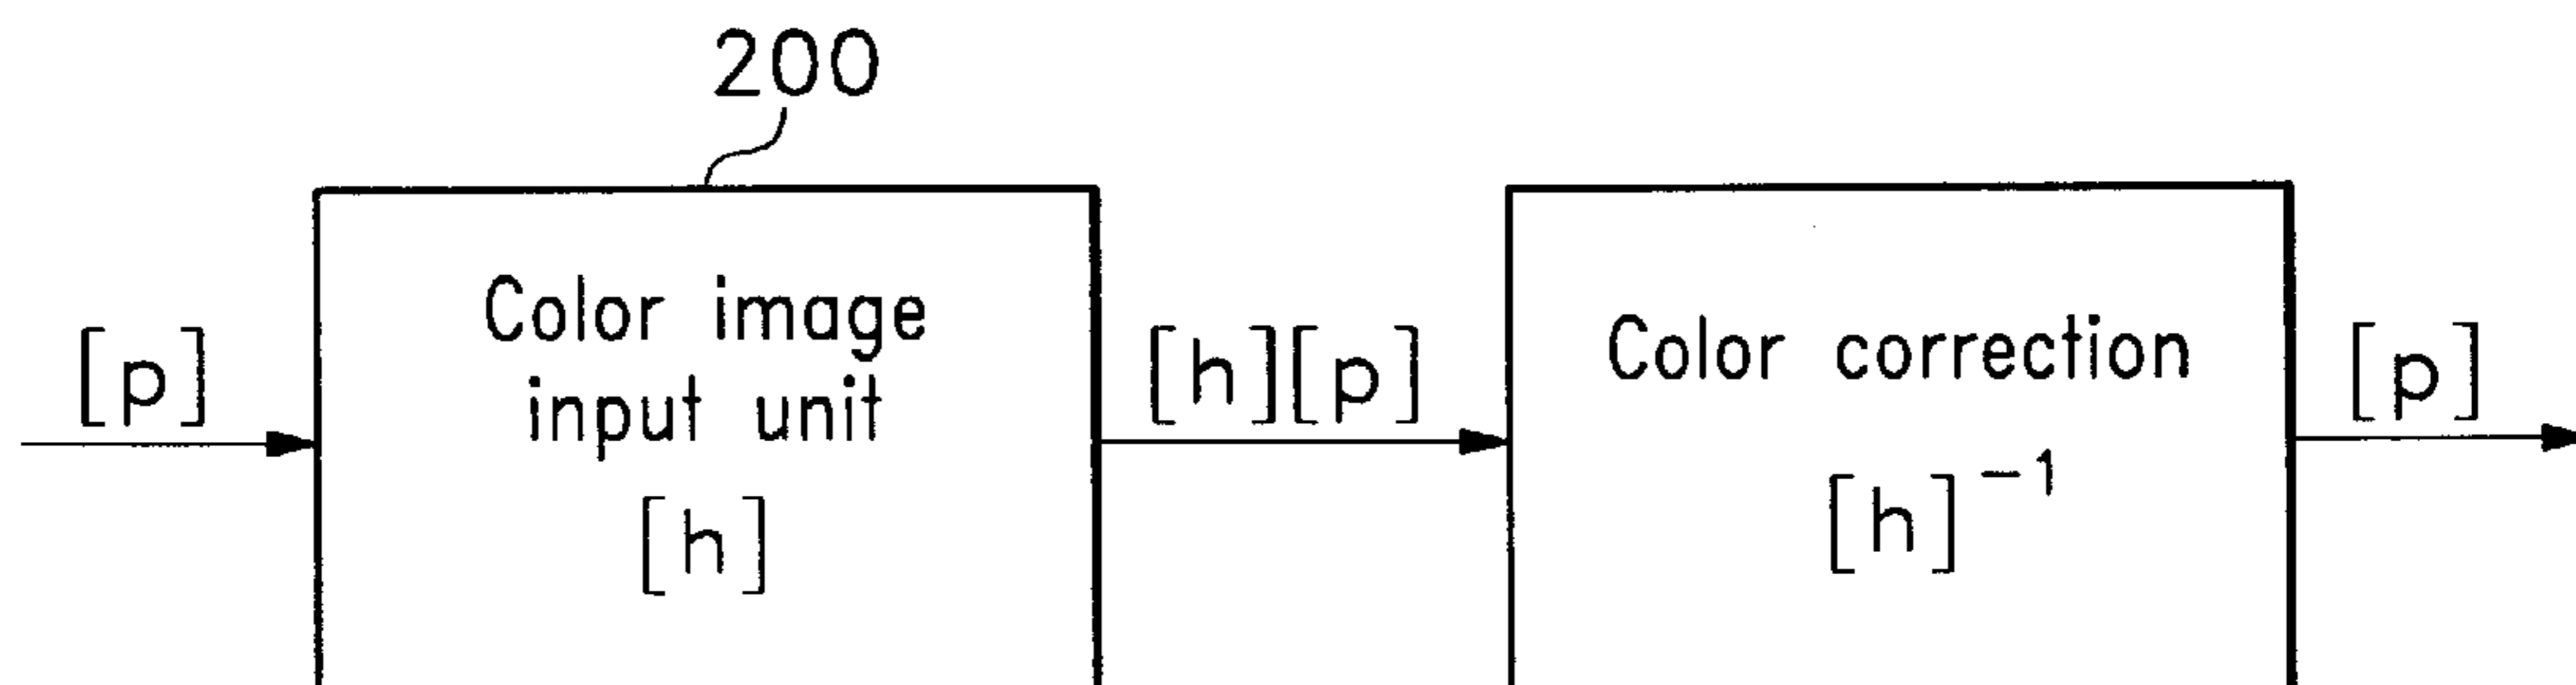 200
[p]
Color image
input unit
[h]
[h][p]
Color correction
[h]⁻¹
[p]